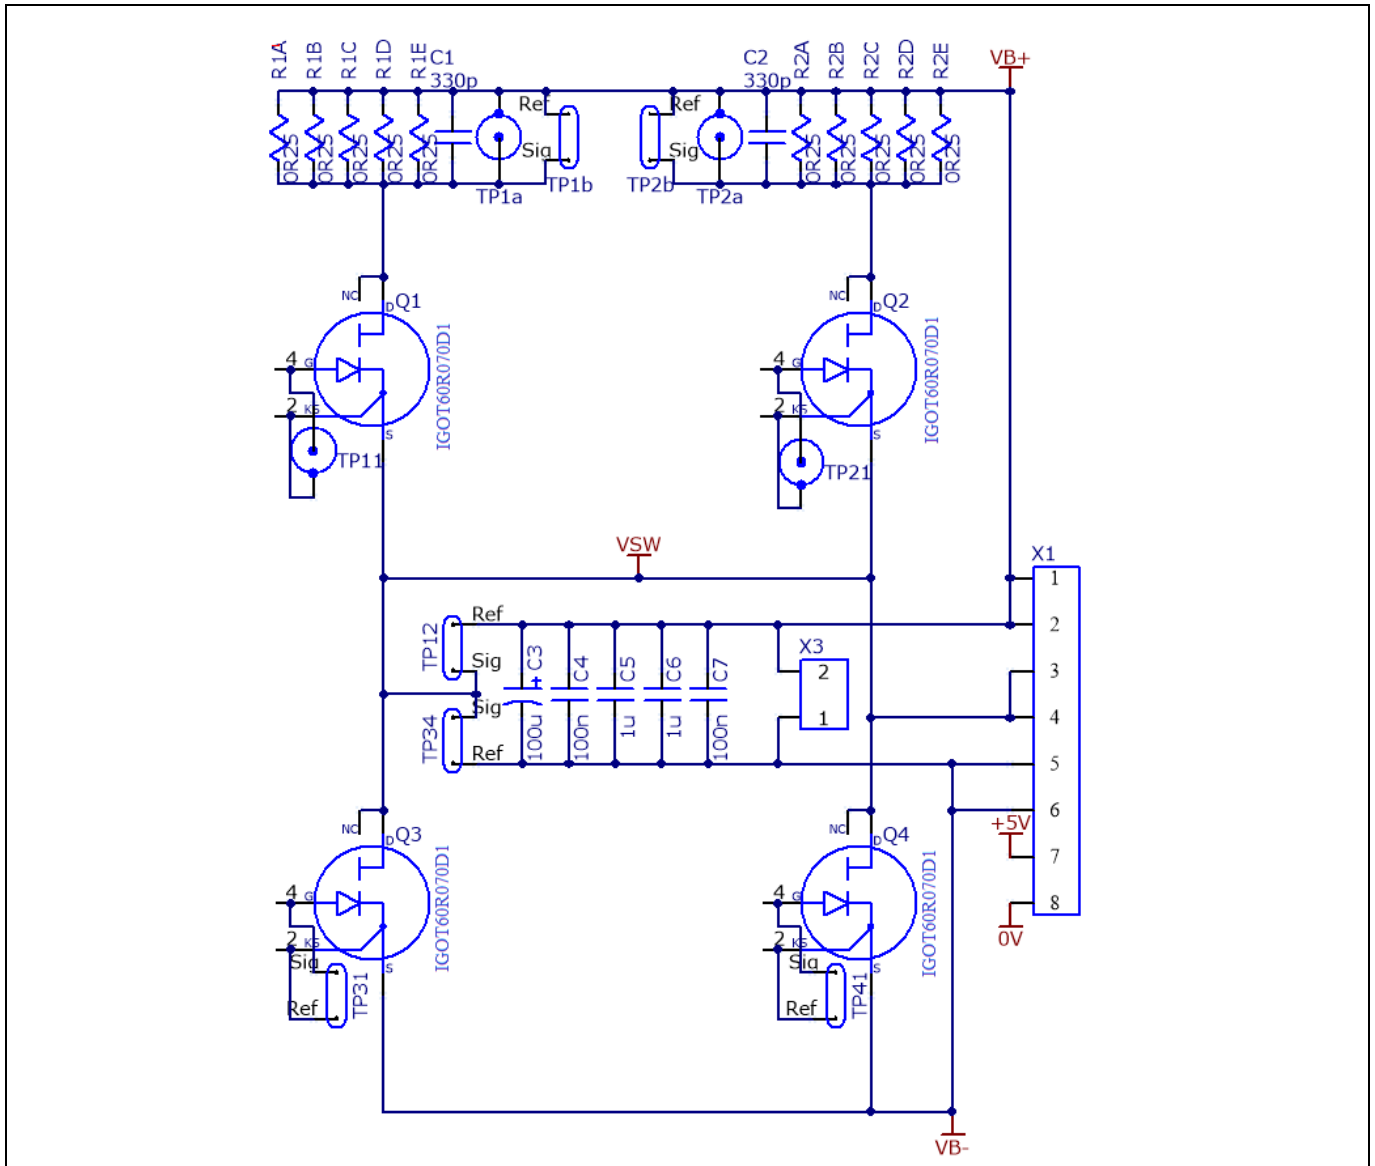 R1A R1B R1C R1D R1E C1 330p
C2 330p R2A R2B R2C R2D R2E
VB+
0R25 0R25 0R25 0R25 0R25
Ref
Sig
TP1a
TP1b
Ref
Sig
TP2b
TP2a
0R25 0R25 0R25 0R25 0R25
NC
D
Q1
IGOT60R070D1
4
G
2
KS
S
TP11
NC
D
Q2
IGOT60R070D1
4
G
2
KS
S
TP21
VSW
X1
1
2
3
4
5
6
7
8
TP12
Ref
Sig
TP34
Sig
Ref
C3
+
100u
C4
100n
C5
1u
C6
1u
C7
100n
X3
2
1
+5V
0V
NC
D
Q3
IGOT60R070D1
4
G
2
KS
S
Sig
Ref
TP31
NC
D
Q4
IGOT60R070D1
4
G
2
KS
S
Sig
Ref
TP41
VB-